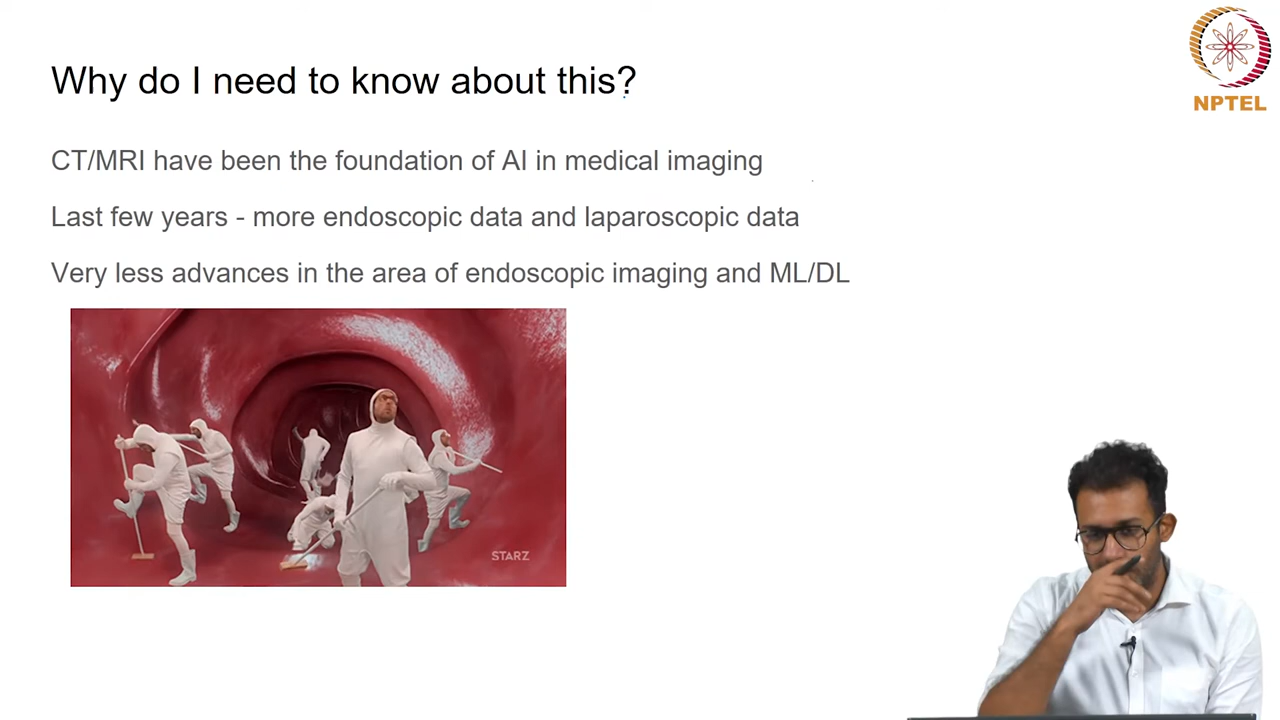 Why do I need to know about this?
NPTEL
CT/MRI have been the foundation of AI in medical imaging
Last few years - more endoscopic data and laparoscopic data
Very less advances in the area of endoscopic imaging and ML/DL
STARZ